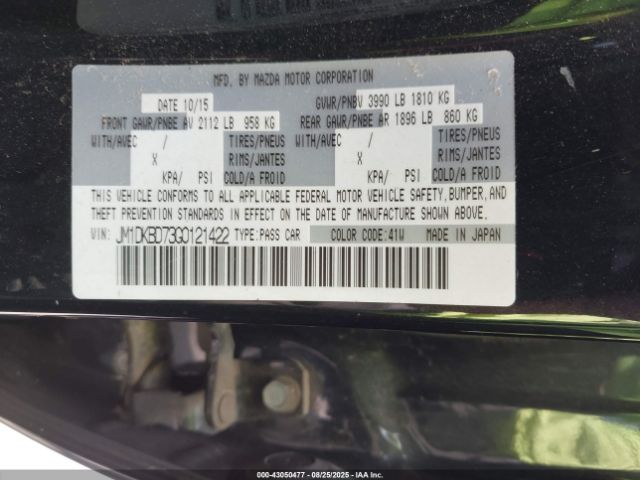 MFD. BY MAZDA MOTOR CORPORATION
DATE 10/15 GVWR/PNBV 3990 LB 1810 KG
FRONT GAWR/PNBE AV 2112 LB 958 KG REAR GAWR/PNBE AR 1896 LB 860 KG
WITH/AVEC / TIRES/PNEUS WITH/AVEC / TIRES/PNEUS
X RIMS/JANTES X RIMS/JANTES
KPA/ PSI COLD/A FROID KPA/ PSI COLD/A FROID
THIS VEHICLE CONFORMS TO ALL APPLICABLE FEDERAL MOTOR VEHICLE SAFETY, BUMPER, AND
THEFT PREVENTION STANDARDS IN EFFECT ON THE DATE OF MANUFACTURE SHOWN ABOVE.
VIN: JM1DKBD73G0121422 TYPE:PASS CAR COLOR CODE:41W MADE IN JAPAN
000-43050477 - 08/25/2025 - IAAI.COM